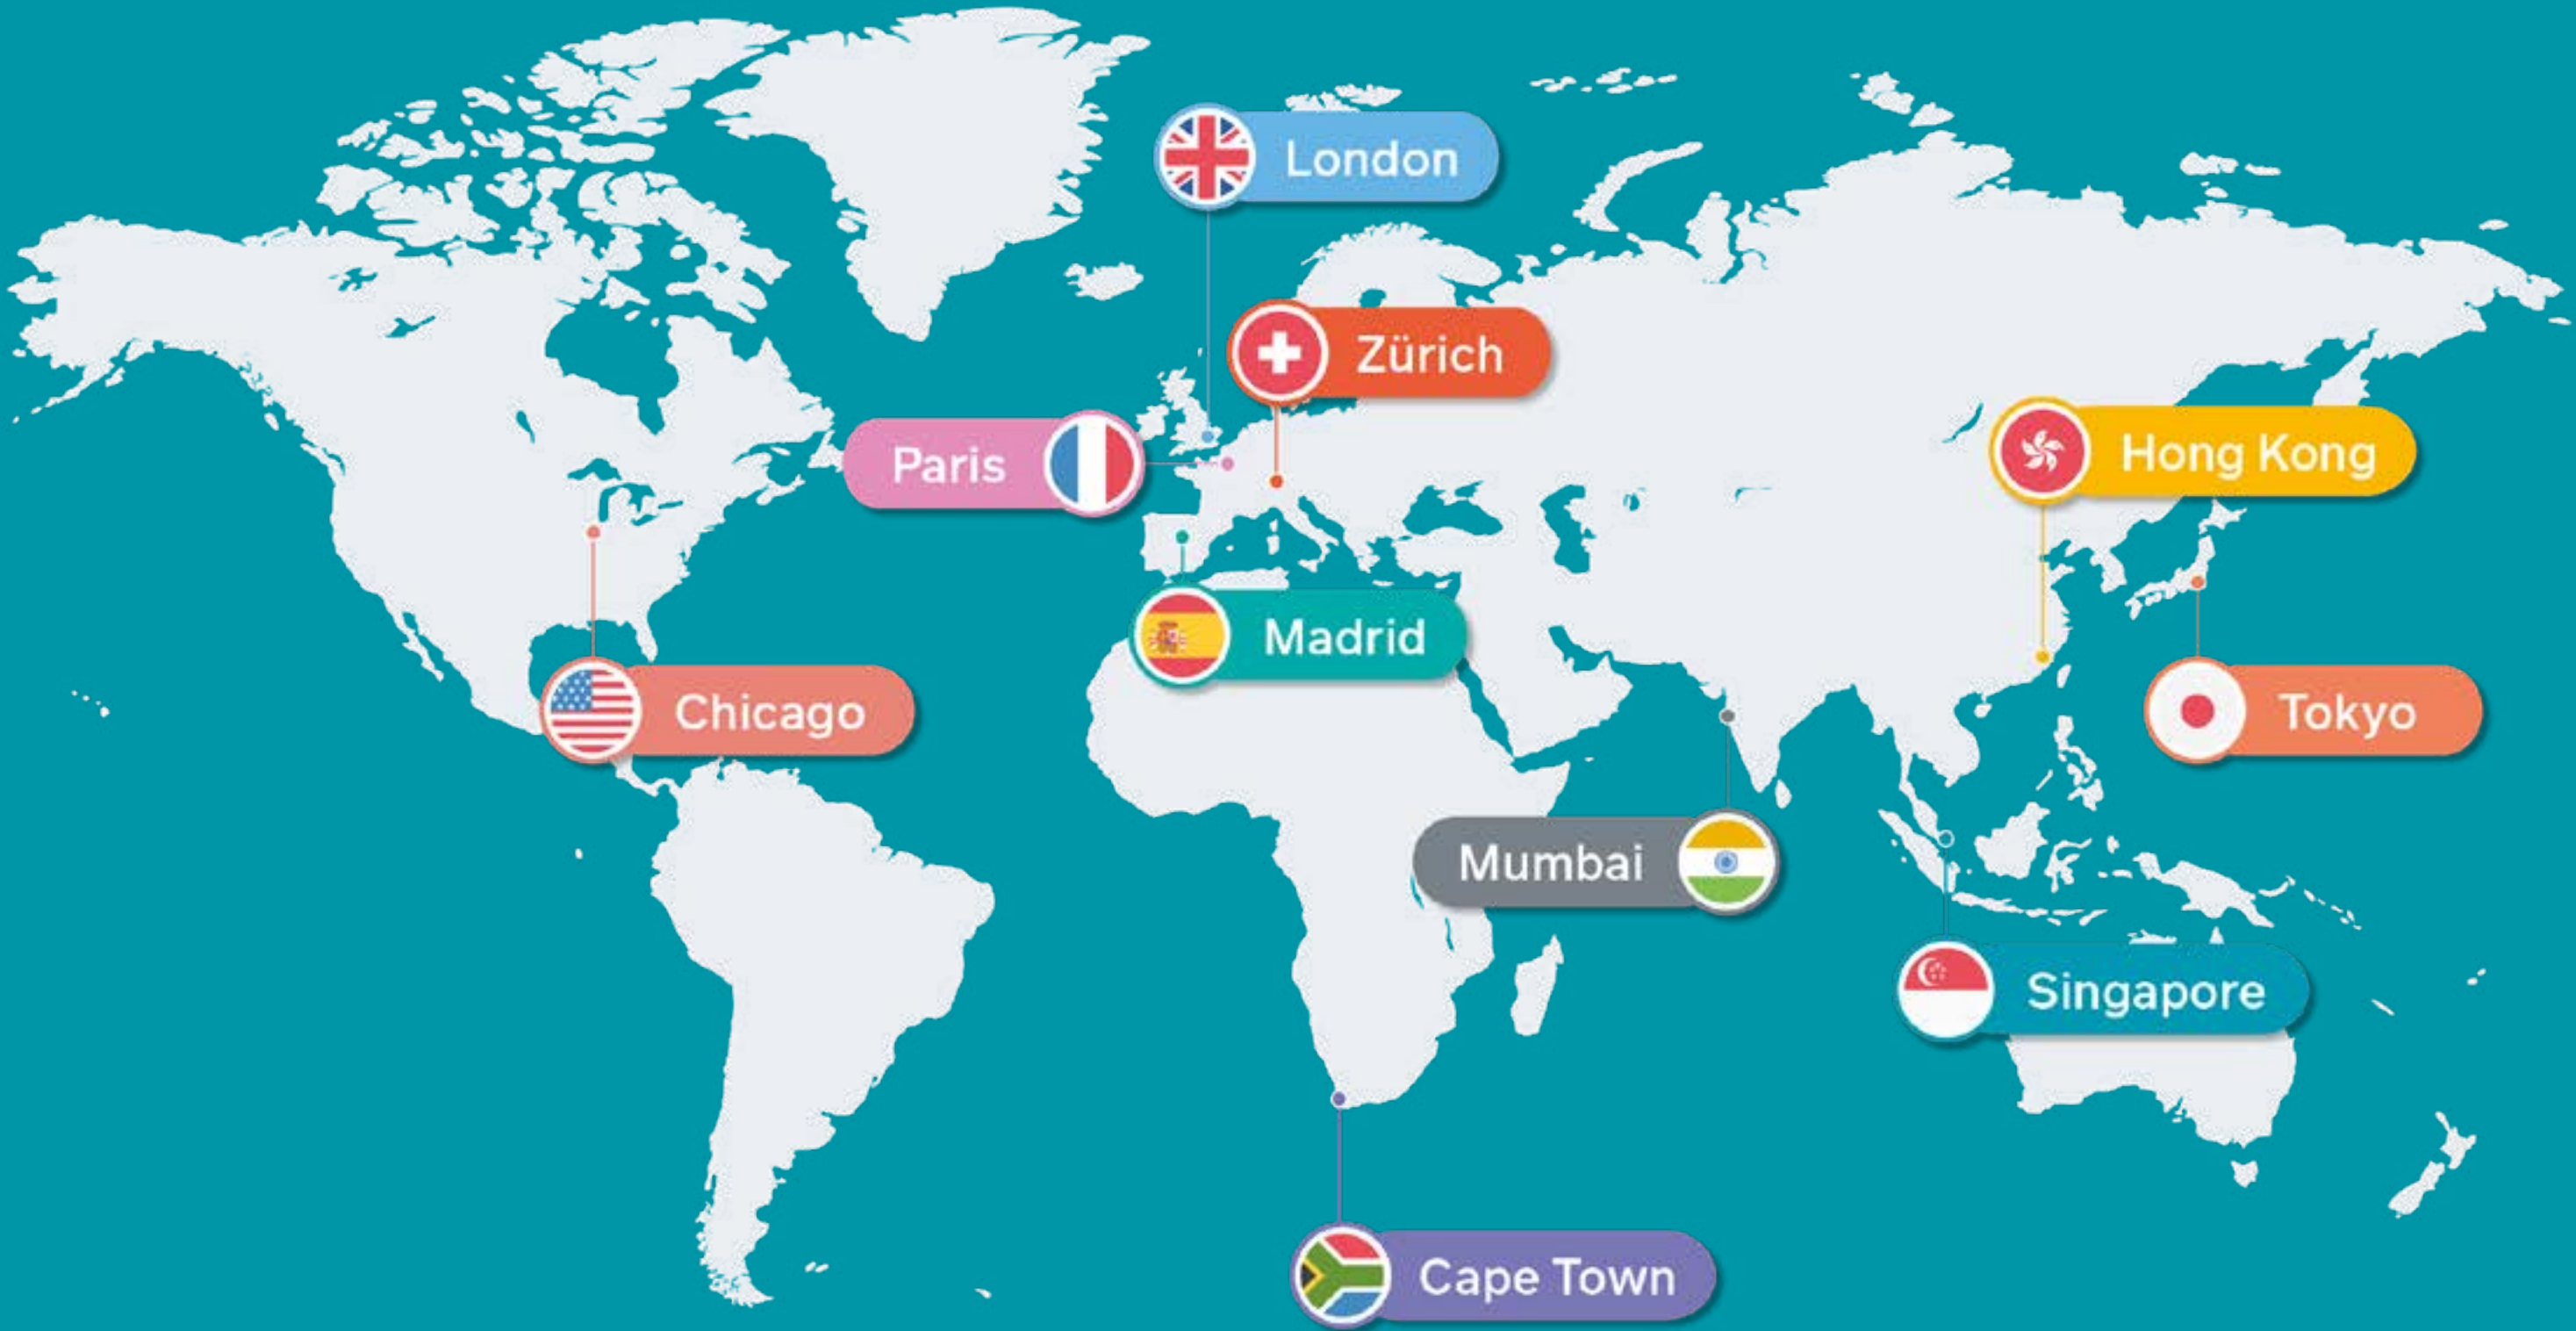 London
Zürich
Paris
Hong Kong
Madrid
Chicago
Tokyo
Mumbai
Singapore
Cape Town